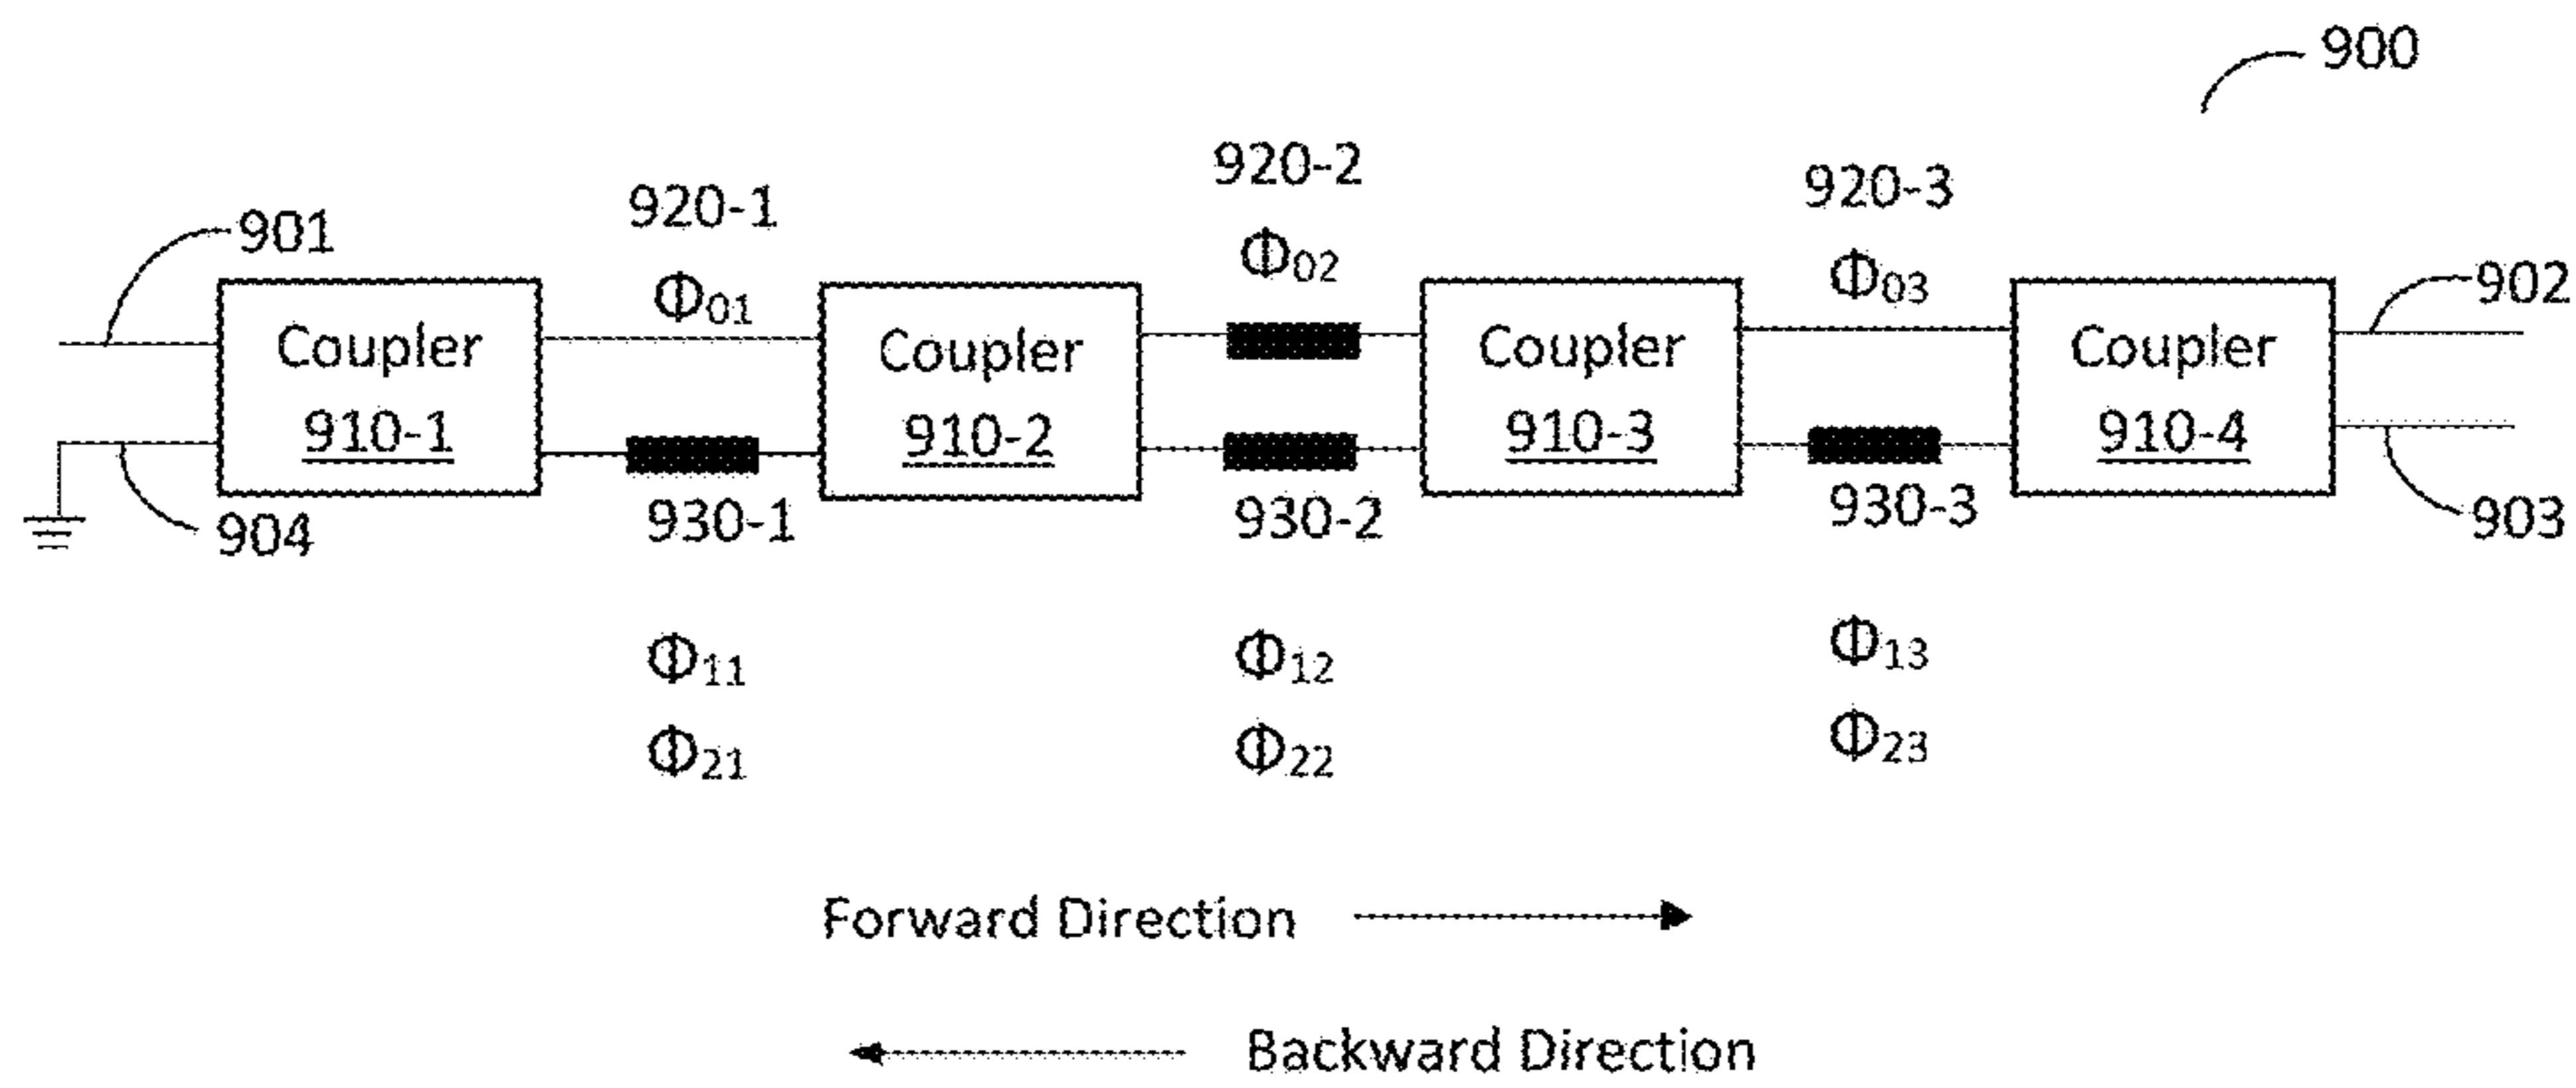 900
920-2
920-1
920-3
901
Φ02
Φ03
Φ01
902
Coupler
910-1
Coupler
910-2
Coupler
910-3
Coupler
910-4
904
930-1
930-2
930-3
903
Φ11
Φ12
Φ13
Φ21
Φ22
Φ23
Forward Direction
Backward Direction